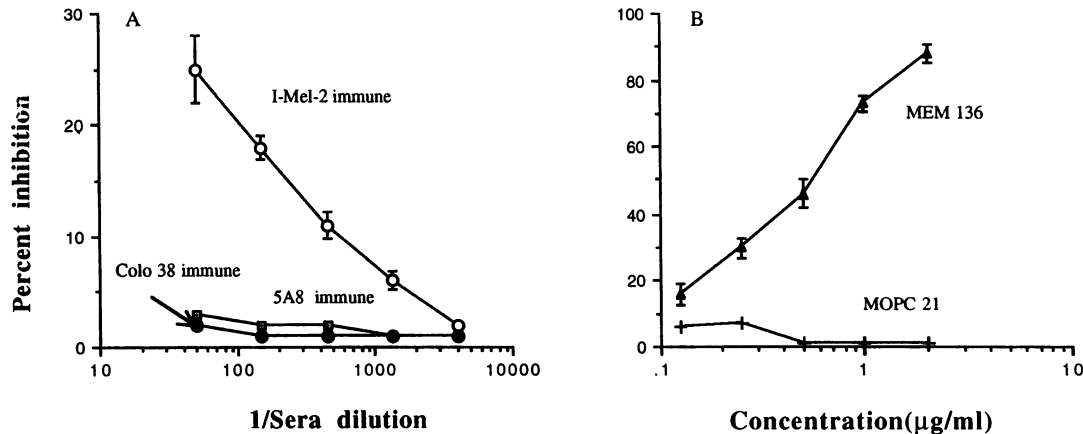 A
30
20
10
0
10
100
1000
10000
Percent inhibition
I-Mel-2 immune
Colo 38 immune
5A8 immune
1/Sera dilution
B
100
80
60
40
20
0
.1
1
10
MEM 136
MOPC 21
Concentration(μg/ml)